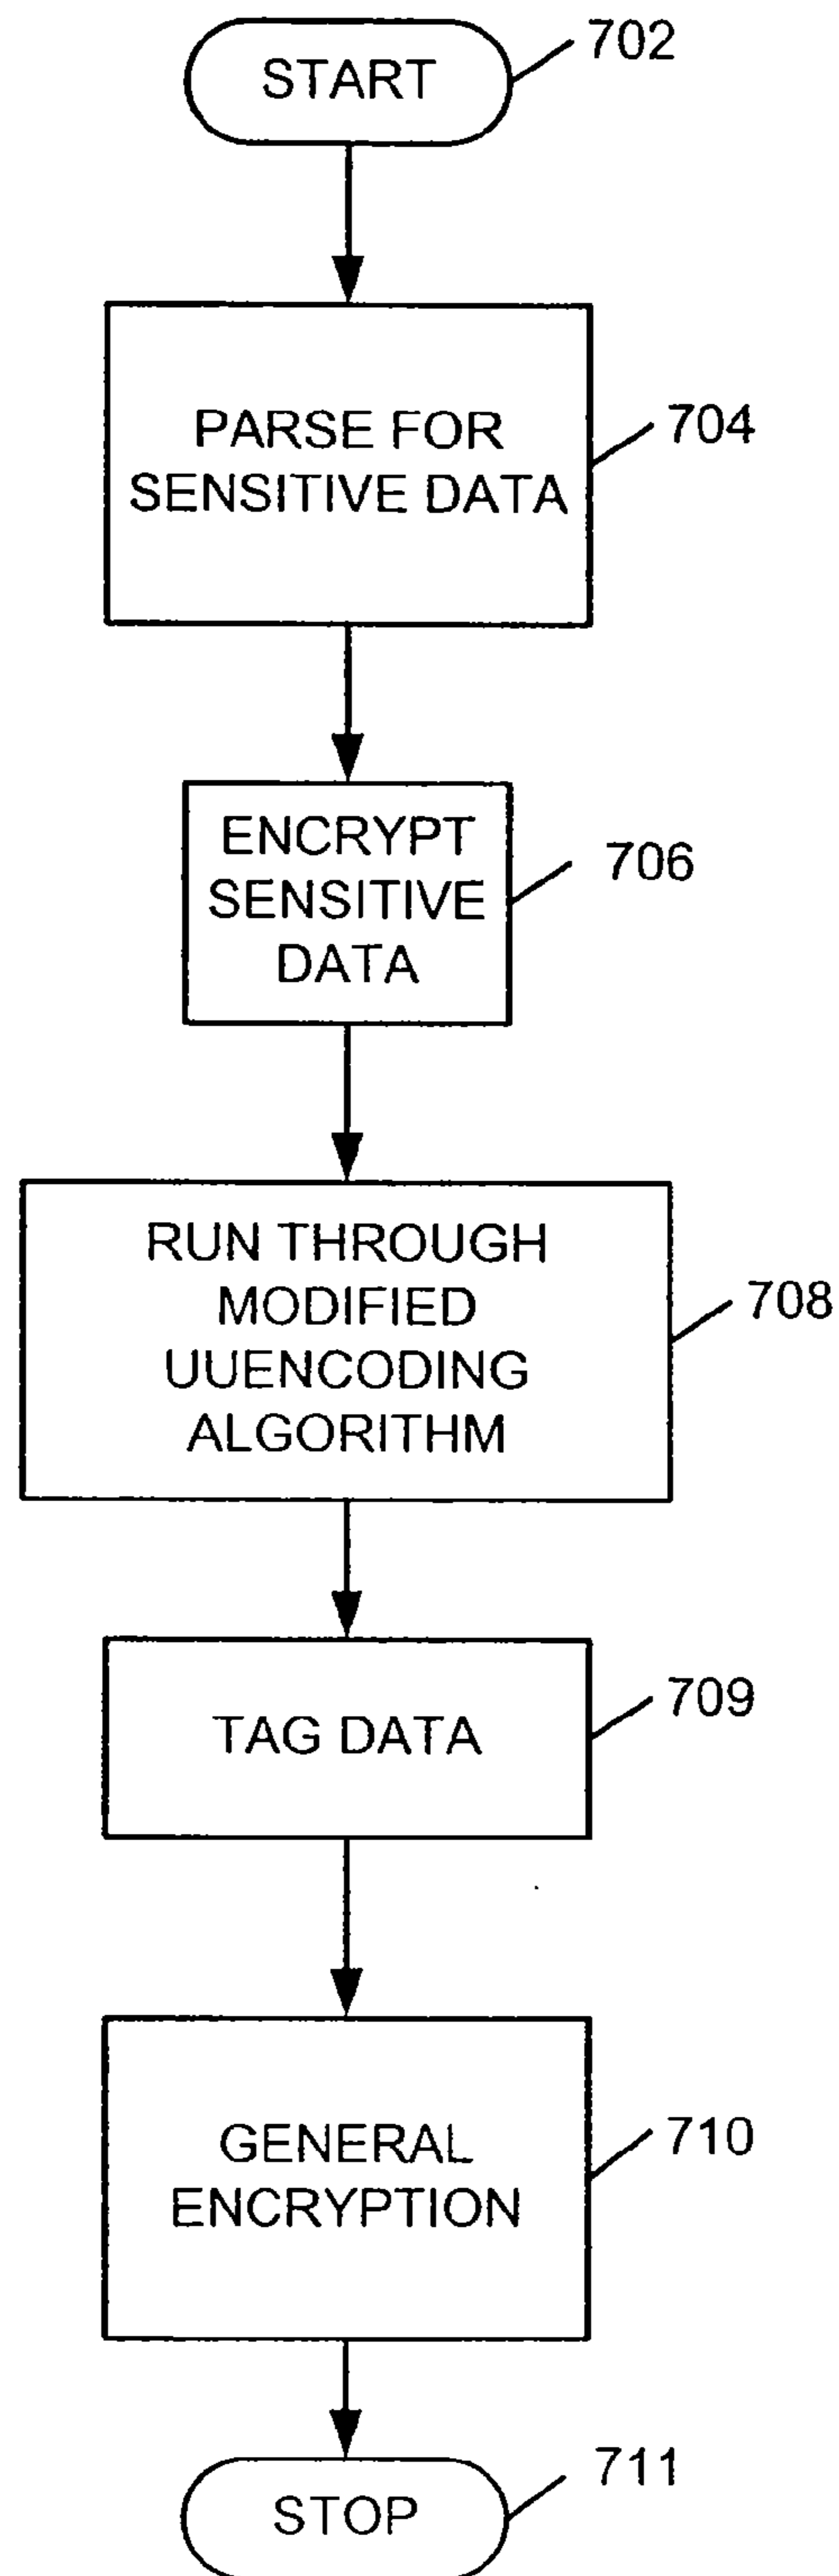 START
702
PARSE FOR
SENSITIVE DATA
704
ENCRYPT
SENSITIVE
DATA
706
RUN THROUGH
MODIFIED
UUENCODING
ALGORITHM
708
TAG DATA
709
GENERAL
ENCRYPTION
710
STOP
711